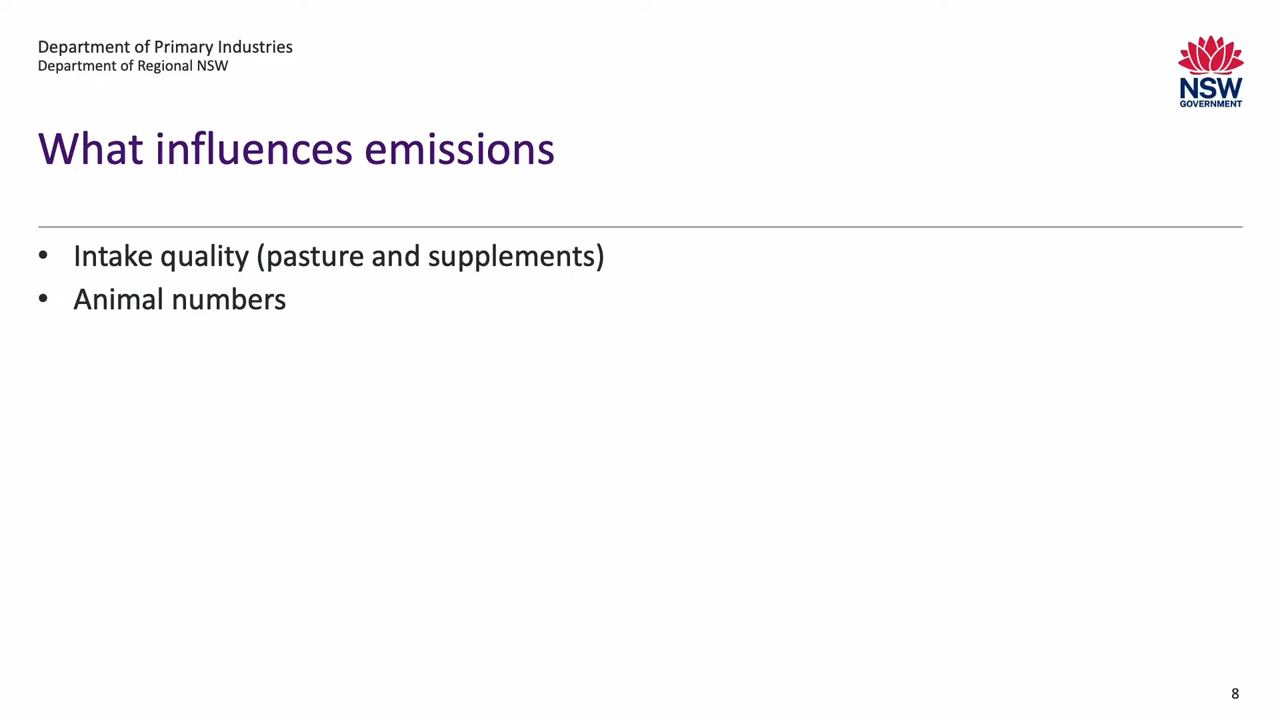 Department of Primary Industries
Department of Regional NSW
NSW
GOVERNMENT
What influences emissions
• Intake quality (pasture and supplements)
• Animal numbers
8